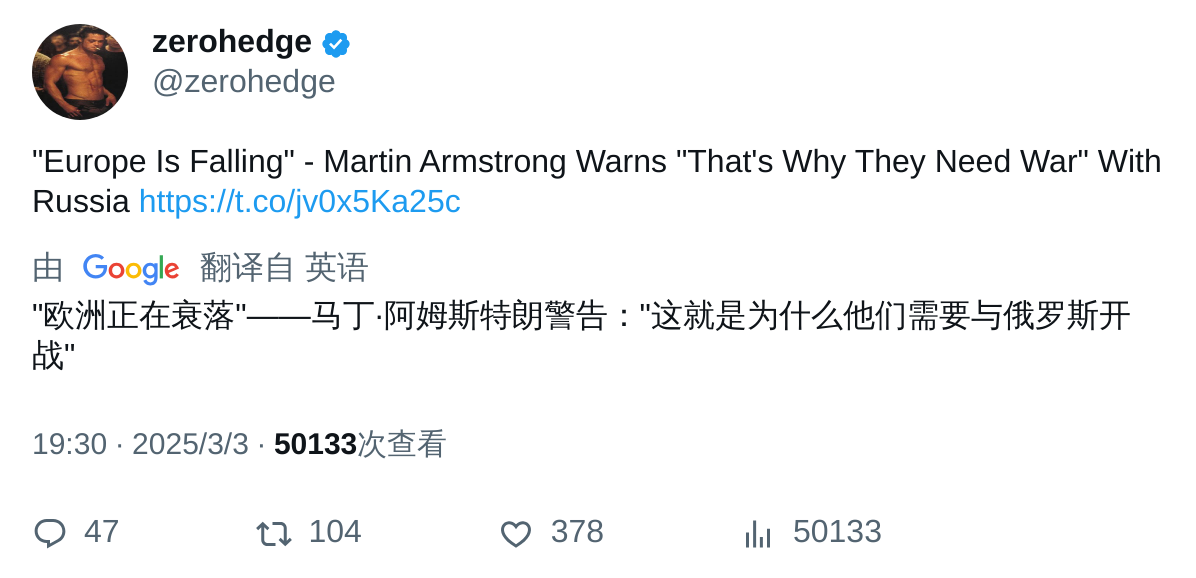 zerohedge
@zerohedge
"Europe Is Falling" - Martin Armstrong Warns "That's Why They Need War" With
Russia https://t.co/jv0x5Ka25c
由 Google 翻译自 英语
"欧洲正在衰落"——马丁·阿姆斯特朗警告："这就是为什么他们需要与俄罗斯开
战"
19:30 · 2025/3/3 · 50133次查看
47 104 378 50133